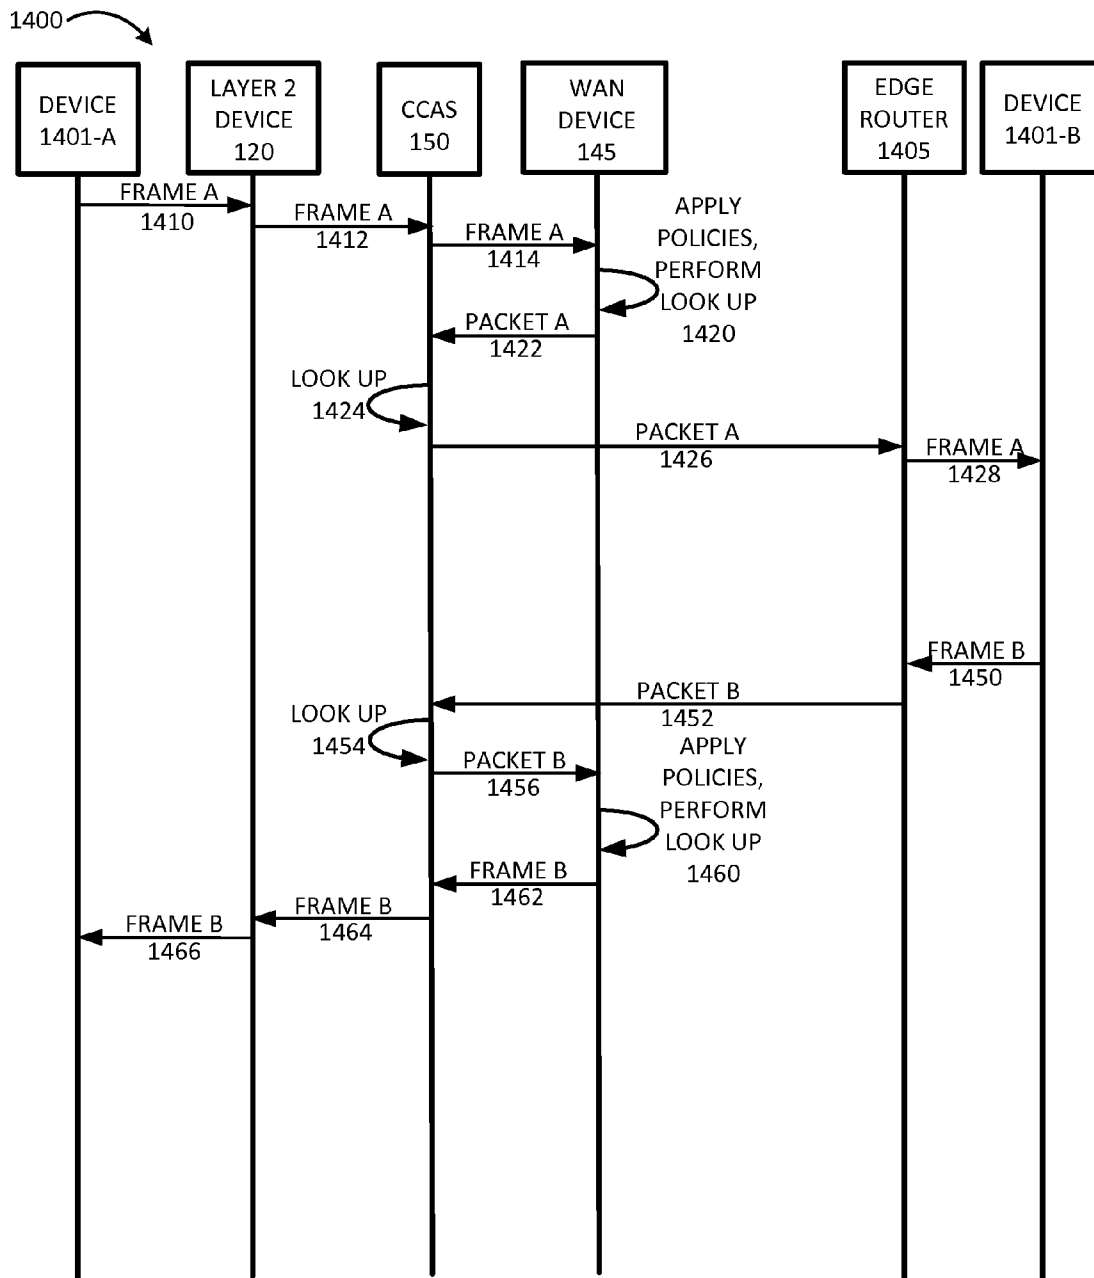 1400
DEVICE
1401-A
LAYER 2
DEVICE
120
CCAS
150
WAN
DEVICE
145
EDGE
ROUTER
1405
DEVICE
1401-B
FRAME A
1410
FRAME A
1412
FRAME A
1414
APPLY
POLICIES,
PERFORM
LOOK UP
1420
PACKET A
1422
LOOK UP
1424
PACKET A
1426
FRAME A
1428
FRAME B
1450
PACKET B
1452
LOOK UP
1454
PACKET B
1456
APPLY
POLICIES,
PERFORM
LOOK UP
1460
FRAME B
1462
FRAME B
1464
FRAME B
1466